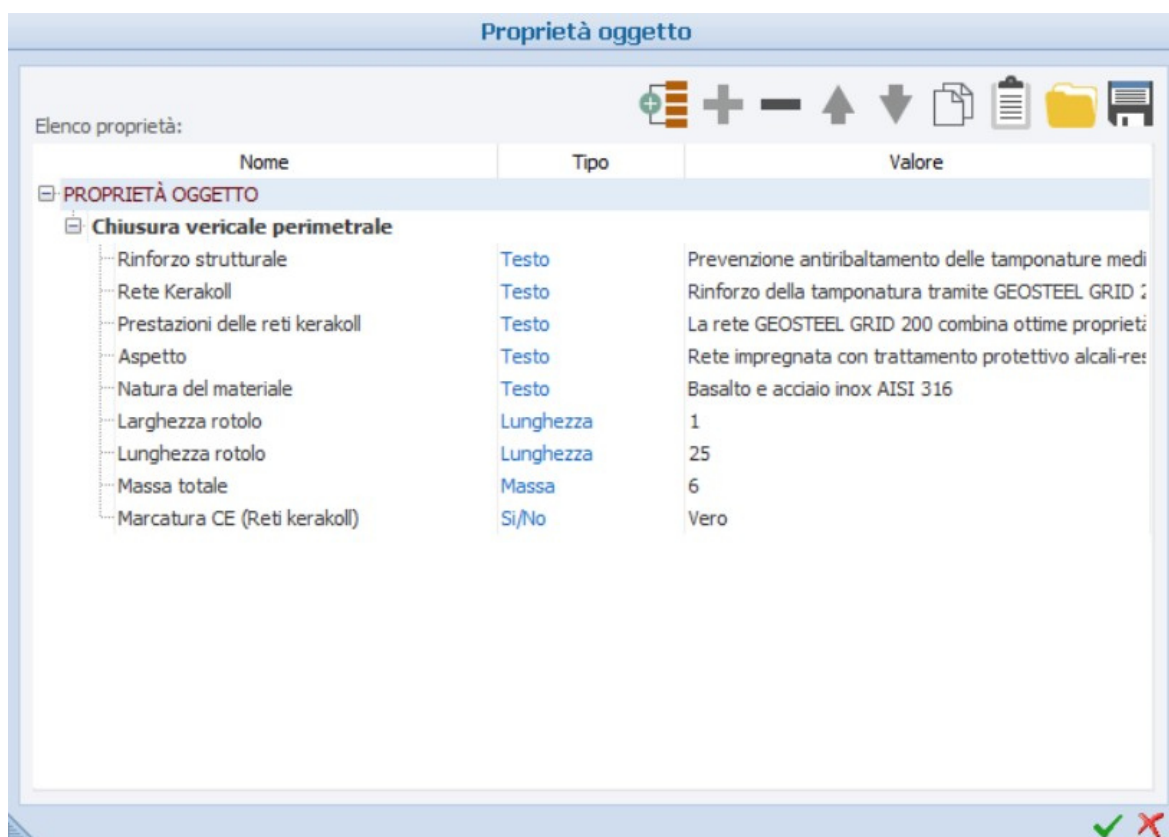 Proprietà oggetto
Elenco proprietà:
Nome Tipo Valore
PROPRIETÀ OGGETTO
Chiusura vericale perimetrale
Rinforzo strutturale Testo Prevenzione antiribaltamento delle tamponature medi
Rete Kerakoll Testo Rinforzo della tamponatura tramite GEOSTEEL GRID 2
Prestazioni delle reti kerakoll Testo La rete GEOSTEEL GRID 200 combina ottime proprietà
Aspetto Testo Rete impregnata con trattamento protettivo alcali-res
Natura del materiale Testo Basalto e acciaio inox AISI 316
Larghezza rotolo Lunghezza 1
Lunghezza rotolo Lunghezza 25
Massa totale Massa 6
Marcatura CE (Reti kerakoll) Si/No Vero